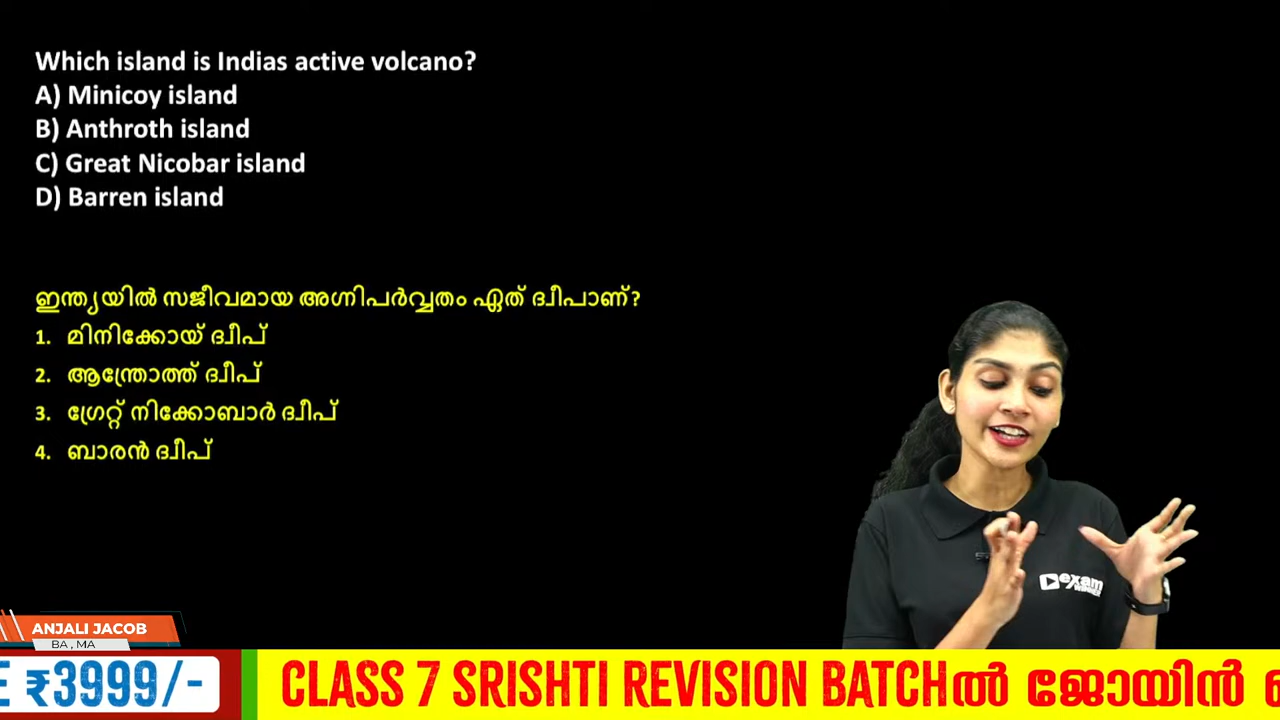 Which island is Indias active volcano?
A) Minicoy island
B) Anthroth island
C) Great Nicobar island
D) Barren island
ഇന്ത്യയിൽ സജീവമായ അഗ്നിപർവ്വതം ഏത് ദ്വീപാണ്?
1. മിനിക്കോയ് ദ്വീപ്
2. ആന്ത്രോത്ത് ദ്വീപ്
3. ഗ്രേറ്റ് നിക്കോബാർ ദ്വീപ്
4. ബാരൻ ദ്വീപ്
exam
WINNER
ANJALI JACOB
BA , MA
E ₹3999/-
CLASS 7 SRISHTI REVISION BATCHൽ ജോയിൻ